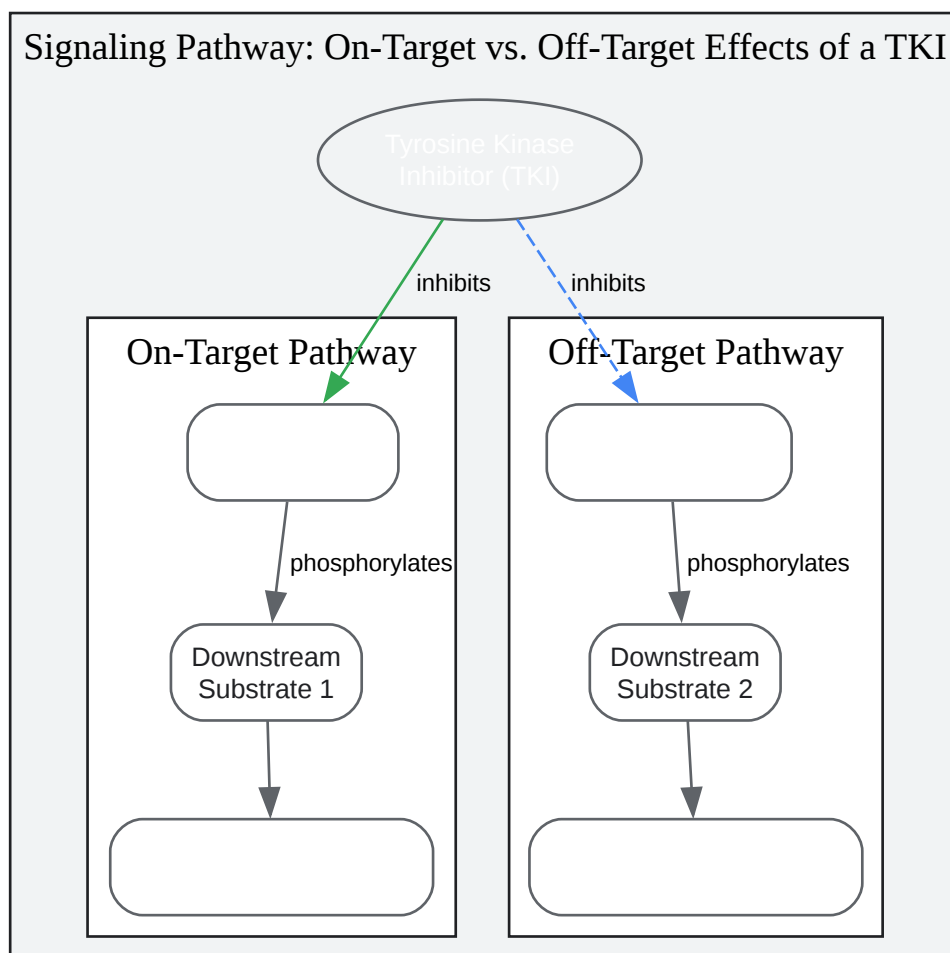 Signaling Pathway: On-Target vs. Off-Target Effects of a TKI
Tyrosine Kinase
Inhibitor (TKI)
inhibits
inhibits
On-Target Pathway
Off-Target Pathway
phosphorylates
phosphorylates
Downstream
Substrate 1
Downstream
Substrate 2